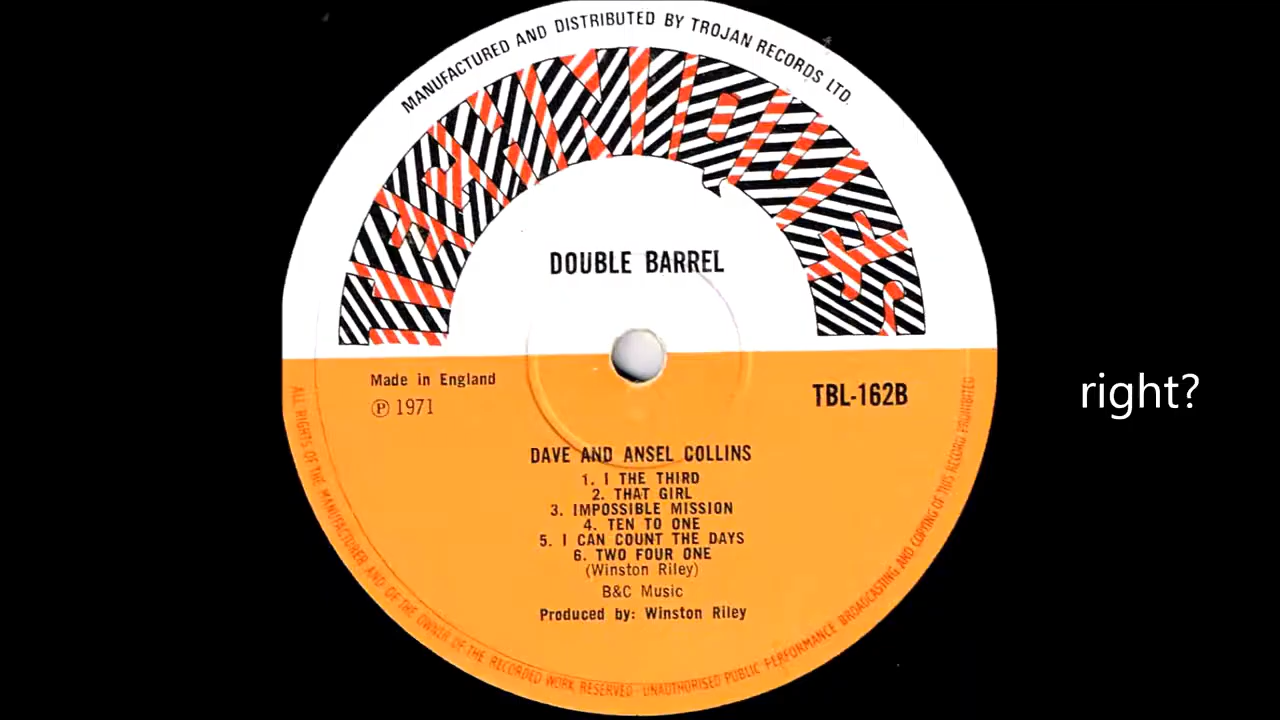 MANUFACTURED AND DISTRIBUTED BY TROJAN RECORDS LTD.
TECHNIQUES
DOUBLE BARREL
Made in England
Ⓟ 1971
TBL-162B
right?
DAVE AND ANSEL COLLINS
1. I THE THIRD
2. THAT GIRL
3. IMPOSSIBLE MISSION
4. TEN TO ONE
5. I CAN COUNT THE DAYS
6. TWO FOUR ONE
(Winston Riley)
B&C Music
Produced by: Winston Riley
ALL RIGHTS OF THE MANUFACTURER AND OF THE OWNER OF THE RECORDED WORK RESERVED - UNAUTHORISED PUBLIC PERFORMANCE BROADCASTING AND COPYING OF THIS RECORD PROHIBITED